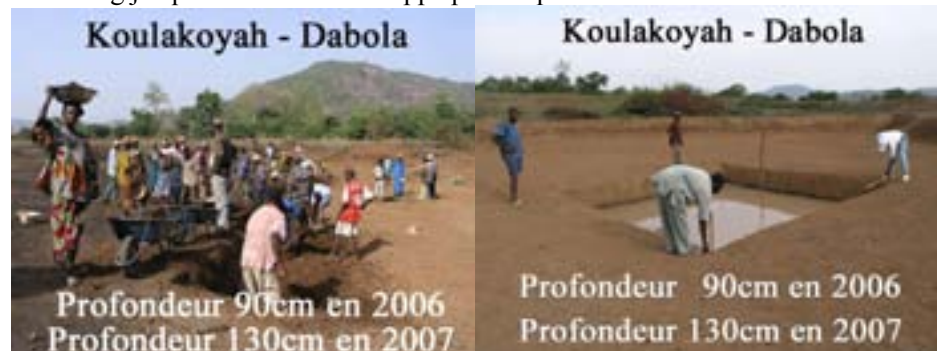 Koulakoyah - Dabola
Profondeur 90cm en 2006
Profondeur 130cm en 2007
Koulakoyah - Dabola
Profondeur 90cm en 2006
Profondeur 130cm en 2007